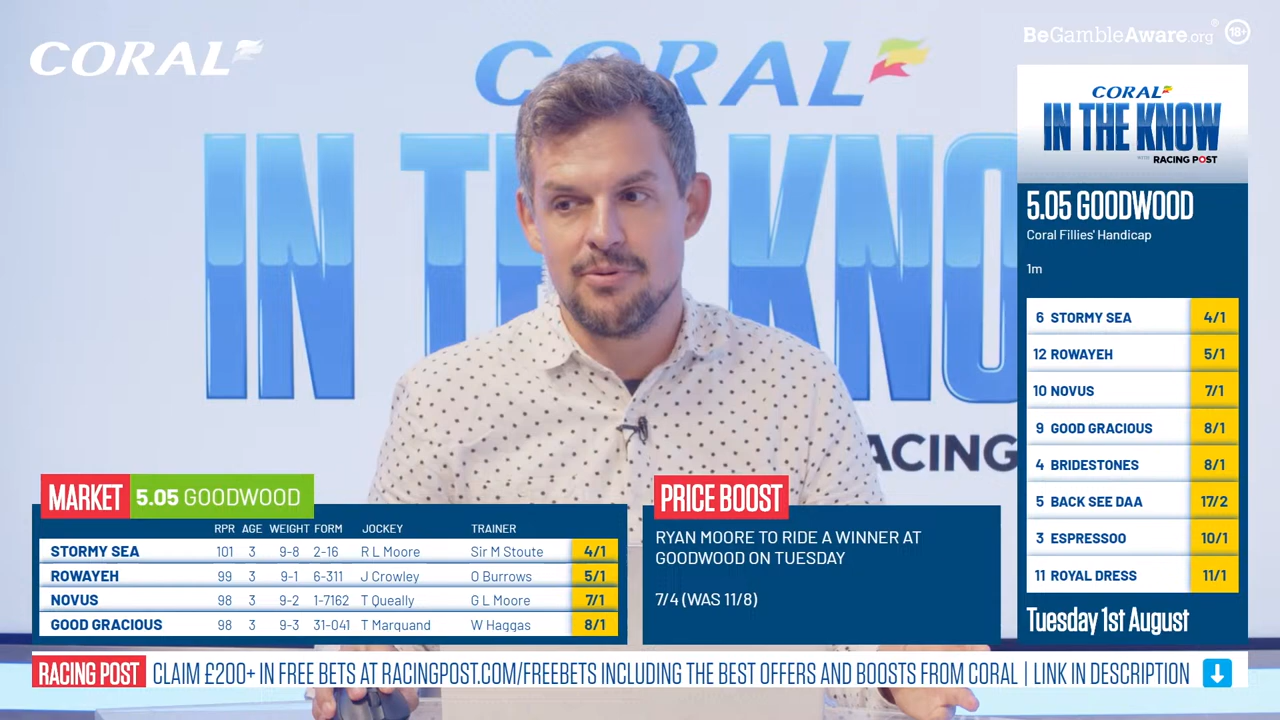 CORAL
BeGambleAware.org® 18+
CORAL
IN THE KNO
RACING
CORAL
IN THE KNOW
WITH RACING POST
5.05 GOODWOOD
Coral Fillies' Handicap
1m
6 STORMY SEA 4/1
12 ROWAYEH 5/1
10 NOVUS 7/1
9 GOOD GRACIOUS 8/1
4 BRIDESTONES 8/1
5 BACK SEE DAA 17/2
3 ESPRESSOO 10/1
11 ROYAL DRESS 11/1
Tuesday 1st August
MARKET 5.05 GOODWOOD
RPR AGE WEIGHT FORM JOCKEY TRAINER
STORMY SEA 101 3 9-8 2-16 R L Moore Sir M Stoute 4/1
ROWAYEH 99 3 9-1 6-311 J Crowley O Burrows 5/1
NOVUS 98 3 9-2 1-7162 T Queally G L Moore 7/1
GOOD GRACIOUS 98 3 9-3 31-041 T Marquand W Haggas 8/1
PRICE BOOST
RYAN MOORE TO RIDE A WINNER AT
GOODWOOD ON TUESDAY
7/4 (WAS 11/8)
RACING POST CLAIM £200+ IN FREE BETS AT RACINGPOST.COM/FREEBETS INCLUDING THE BEST OFFERS AND BOOSTS FROM CORAL | LINK IN DESCRIPTION